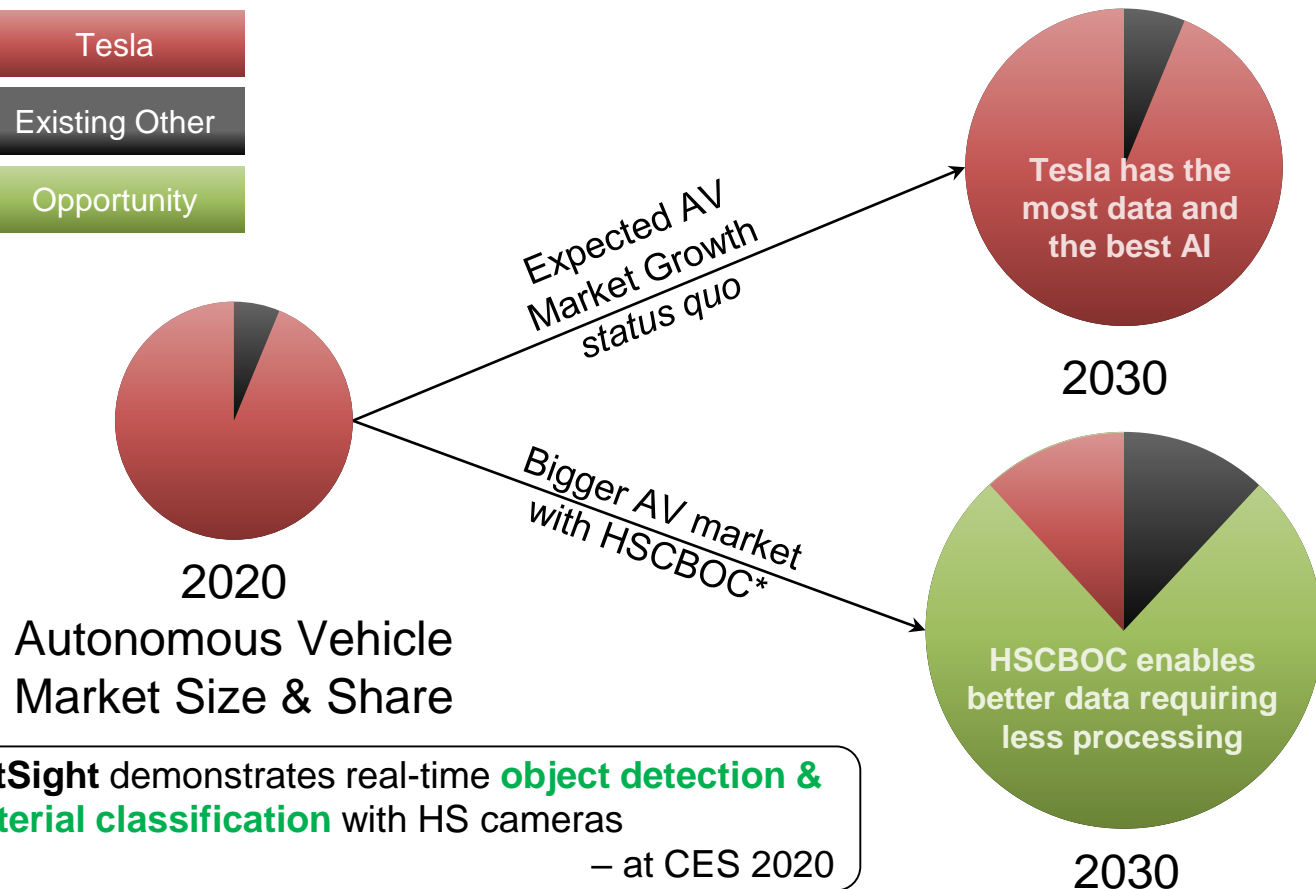 Tesla
Existing Other
Opportunity
Expected AV
Market Growth
status quo
Tesla has the
most data and
the best AI
2030
Bigger AV market
with HSCBOC*
2020
Autonomous Vehicle
Market Size & Share
HSCBOC enables
better data requiring
less processing
2030
tSight demonstrates real-time object detection &
terial classification with HS cameras
– at CES 2020